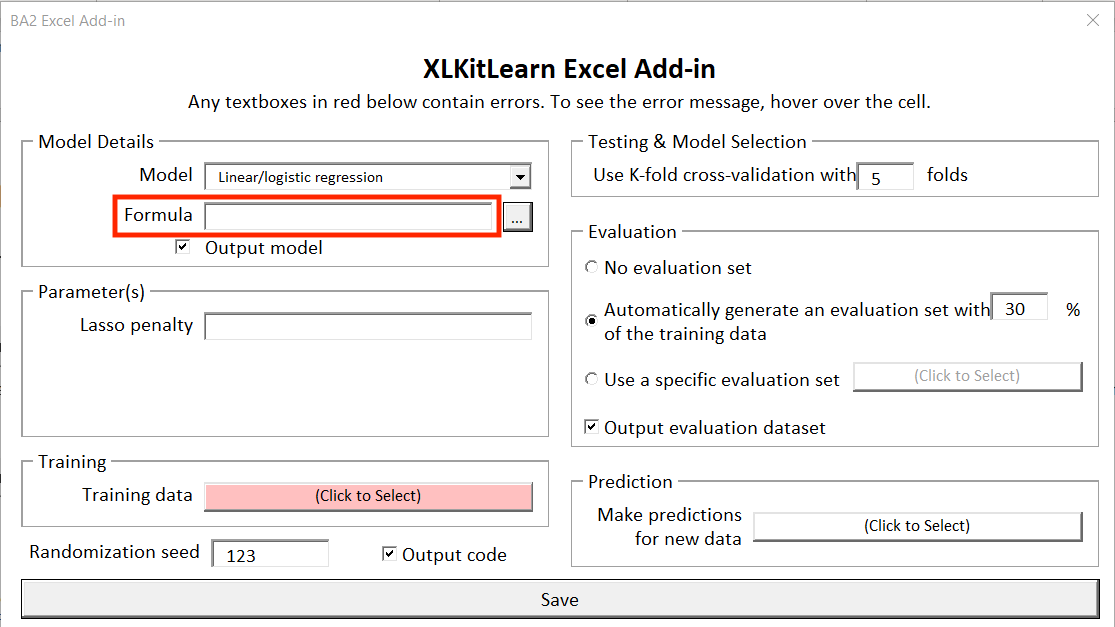 BA2 Excel Add-in
XLKitLearn Excel Add-in
Any textboxes in red below contain errors. To see the error message, hover over the cell.
Model Details
Model Linear/logistic regression
Formula ...
Output model
Parameter(s)
Lasso penalty
Training
Training data (Click to Select)
Randomization seed 123 Output code
Testing & Model Selection
Use K-fold cross-validation with 5 folds
Evaluation
No evaluation set
Automatically generate an evaluation set with 30 %
of the training data
Use a specific evaluation set (Click to Select)
Output evaluation dataset
Prediction
Make predictions
for new data (Click to Select)
Save